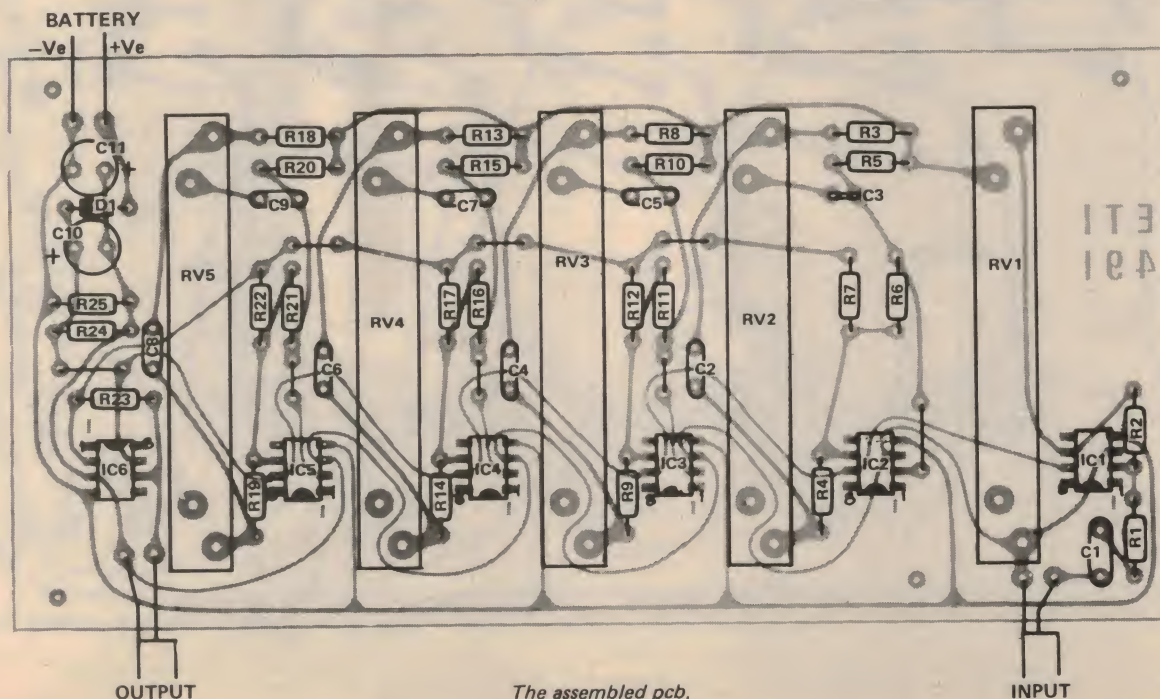 BATTERY
–Ve +Ve
C11
+
D1
C10
+
R25
R24
C8
R23
IC6
R18
R20
C9
RV5
R22
R21
C6
R19
IC5
R13
R15
C7
RV4
R17
R16
C4
R14
IC4
R8
R10
C5
RV3
R12
R11
C2
R9
IC3
R3
R5
C3
RV2
R7
R6
R4
IC2
RV1
ETI
491
R2
IC1
R1
C1
OUTPUT
The assembled pcb.
INPUT